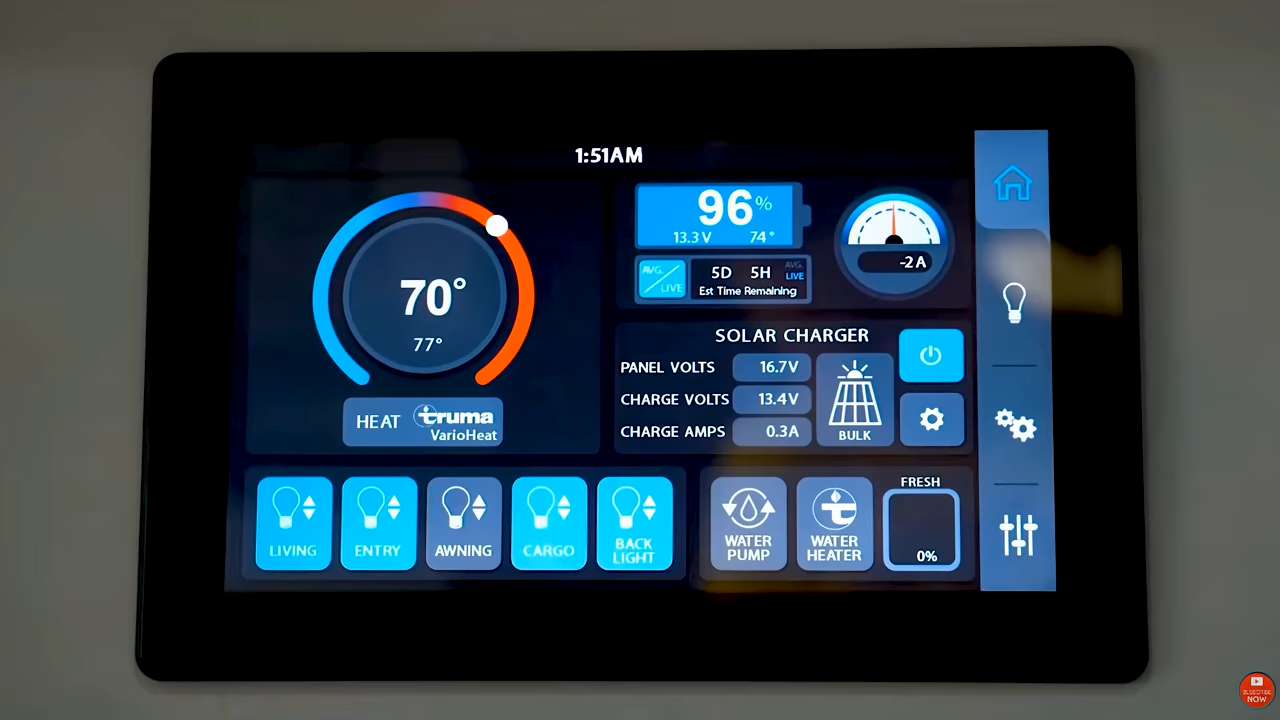 1:51AM
70°
77°
HEAT truma
VarioHeat
96%
13.3 V 74°
AVG. LIVE
5D 5H AVG. LIVE
Est Time Remaining
-2 A
SOLAR CHARGER
PANEL VOLTS 16.7V
CHARGE VOLTS 13.4V
CHARGE AMPS 0.3A
BULK
LIVING
ENTRY
AWNING
CARGO
BACK
LIGHT
WATER
PUMP
WATER
HEATER
FRESH
0%
SUBSCRIBE
NOW